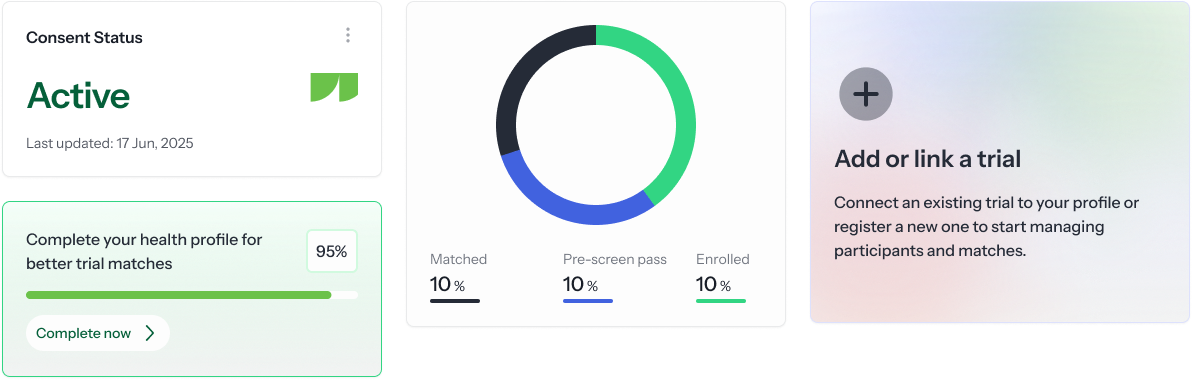 Consent Status
Active
Last updated: 17 Jun, 2025
Complete your health profile for
better trial matches
95%
Complete now
Matched
10 %
Pre-screen pass
10 %
Enrolled
10 %
Add or link a trial
Connect an existing trial to your profile or
register a new one to start managing
participants and matches.